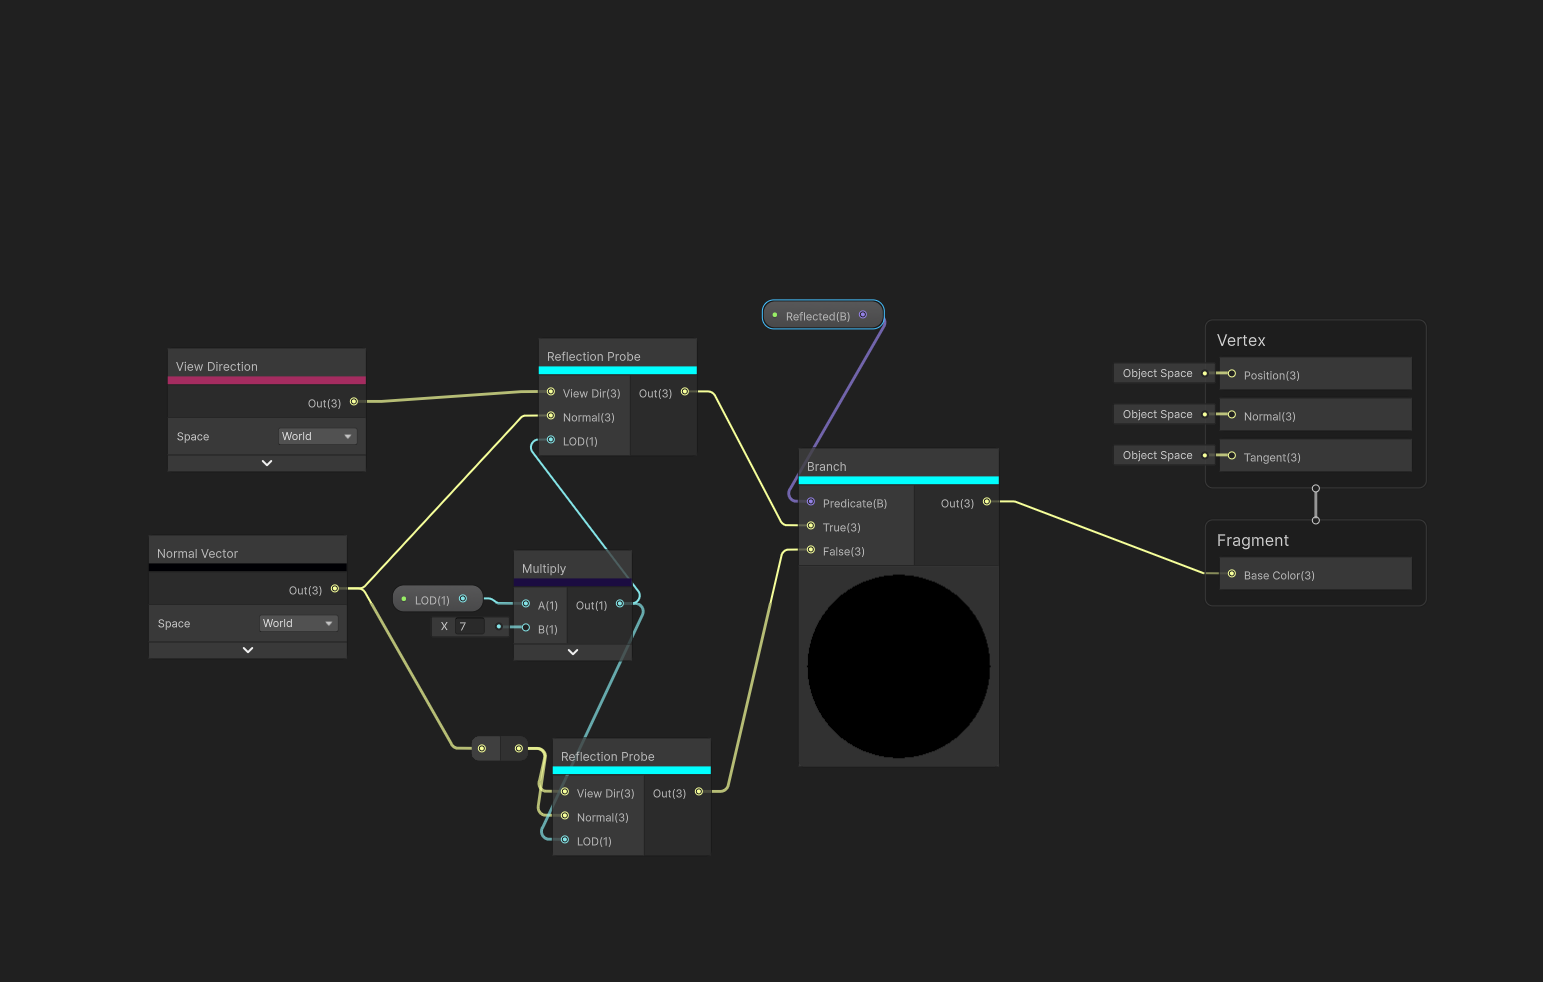 View Direction
Out(3)
Space
World
Normal Vector
Out(3)
Space
World
Reflection Probe
View Dir(3)
Out(3)
Normal(3)
LOD(1)
LOD(1)
X 7
Multiply
A(1)
Out(1)
B(1)
Reflection Probe
View Dir(3)
Out(3)
Normal(3)
LOD(1)
Reflected(B)
Branch
Predicate(B)
Out(3)
True(3)
False(3)
Vertex
Object Space
Position(3)
Object Space
Normal(3)
Object Space
Tangent(3)
Fragment
Base Color(3)